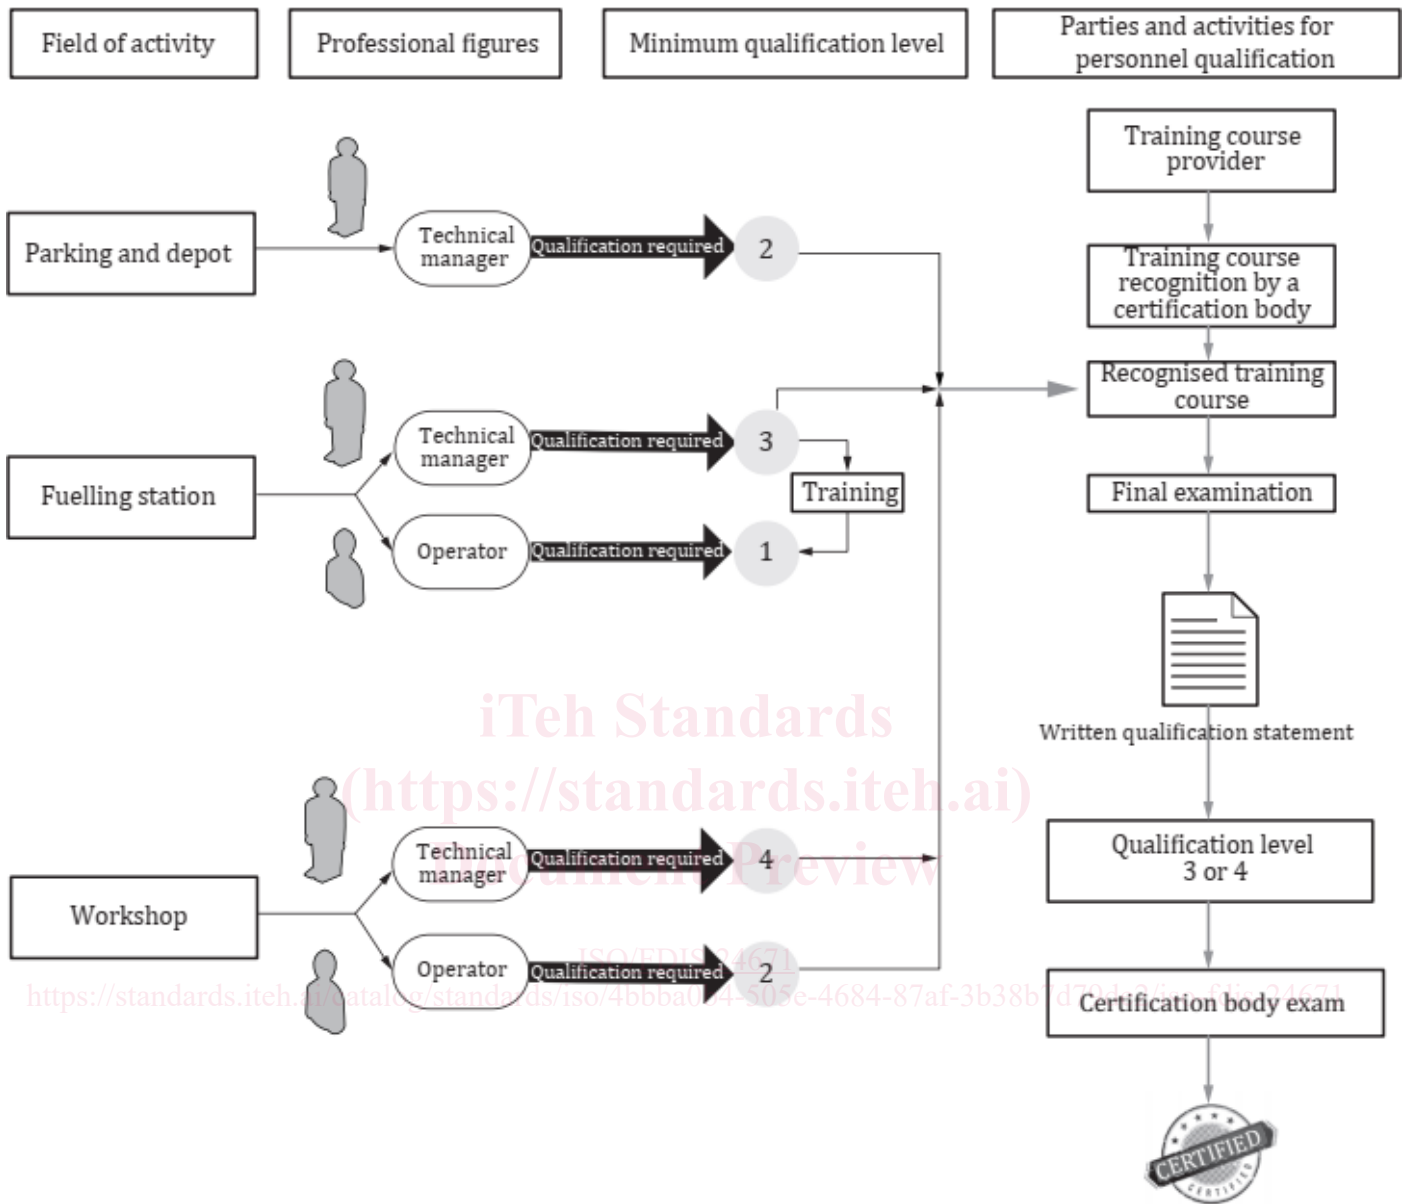 Field of activity
Professional figures
Minimum qualification level
Parties and activities for
personnel qualification
Training course
provider
Parking and depot
Technical
manager
Qualification required
2
Training course
recognition by a
certification body
Recognised training
course
Fuelling station
Technical
manager
Qualification required
3
Training
Operator
Qualification required
1
Final examination
Written qualification statement
iTeh Standards
(https://standards.iteh.ai)
Document Preview
Workshop
Technical
manager
Qualification required
4
Operator
Qualification required
2
Qualification level
3 or 4
ISO/FDIS 24671
Certification body exam
CERTIFIED
CERTIFIED